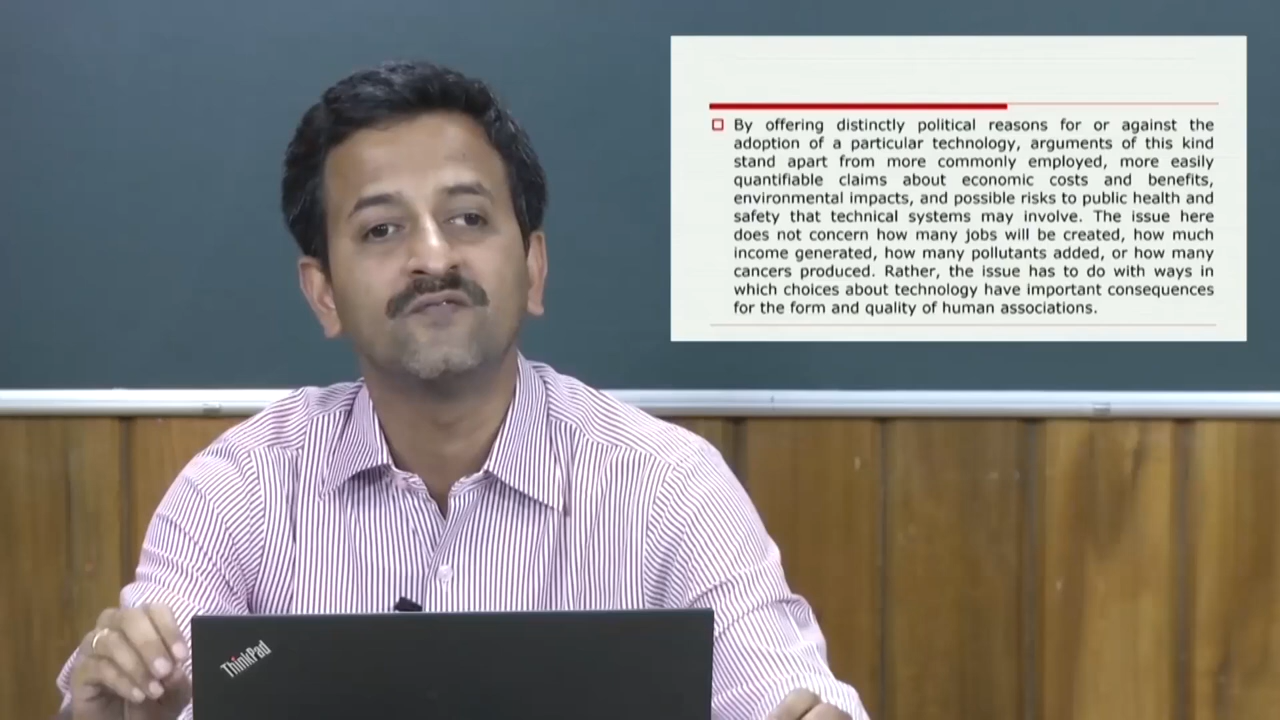 By offering distinctly political reasons for or against the
adoption of a particular technology, arguments of this kind
stand apart from more commonly employed, more easily
quantifiable claims about economic costs and benefits,
environmental impacts, and possible risks to public health and
safety that technical systems may involve. The issue here
does not concern how many jobs will be created, how much
income generated, how many pollutants added, or how many
cancers produced. Rather, the issue has to do with ways in
which choices about technology have important consequences
for the form and quality of human associations.
ThinkPad